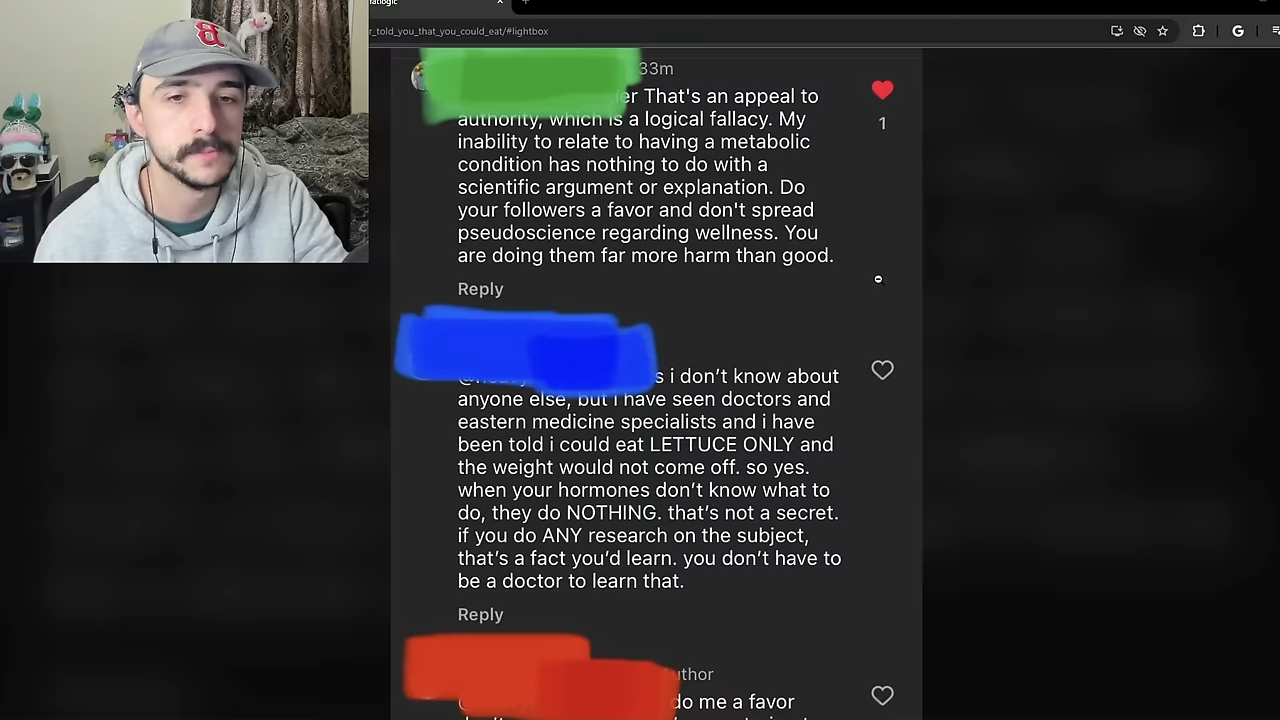 fatlogic
r_told_you_that_you_could_eat/#lightbox
G
B
33m
ler That's an appeal to
1
authority, which is a logical fallacy. My
inability to relate to having a metabolic
condition has nothing to do with a
scientific argument or explanation. Do
your followers a favor and don't spread
pseudoscience regarding wellness. You
are doing them far more harm than good.
Reply
s i don’t know about
anyone else, but i have seen doctors and
eastern medicine specialists and i have
been told i could eat LETTUCE ONLY and
the weight would not come off. so yes.
when your hormones don’t know what to
do, they do NOTHING. that’s not a secret.
if you do ANY research on the subject,
that’s a fact you’d learn. you don’t have to
be a doctor to learn that.
Reply
uthor
do me a favor